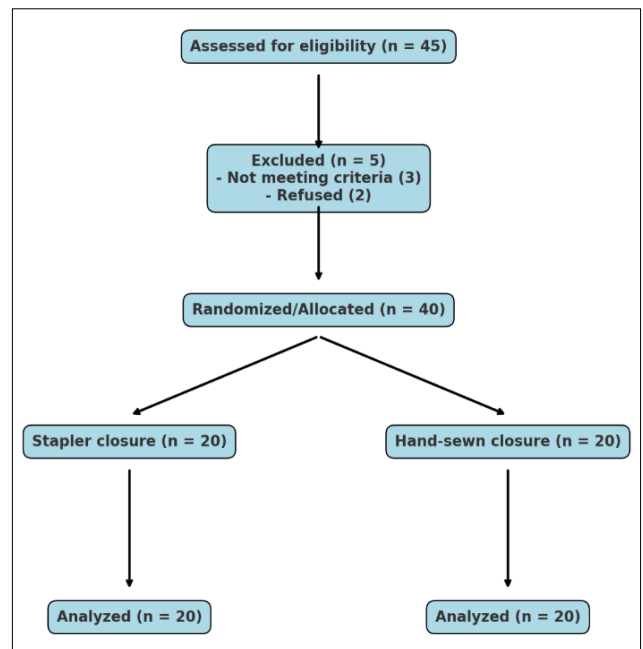 Assessed for eligibility (n = 45)
Excluded (n = 5)
- Not meeting criteria (3)
- Refused (2)
Randomized/Allocated (n = 40)
Stapler closure (n = 20)
Hand-sewn closure (n = 20)
Analyzed (n = 20)
Analyzed (n = 20)